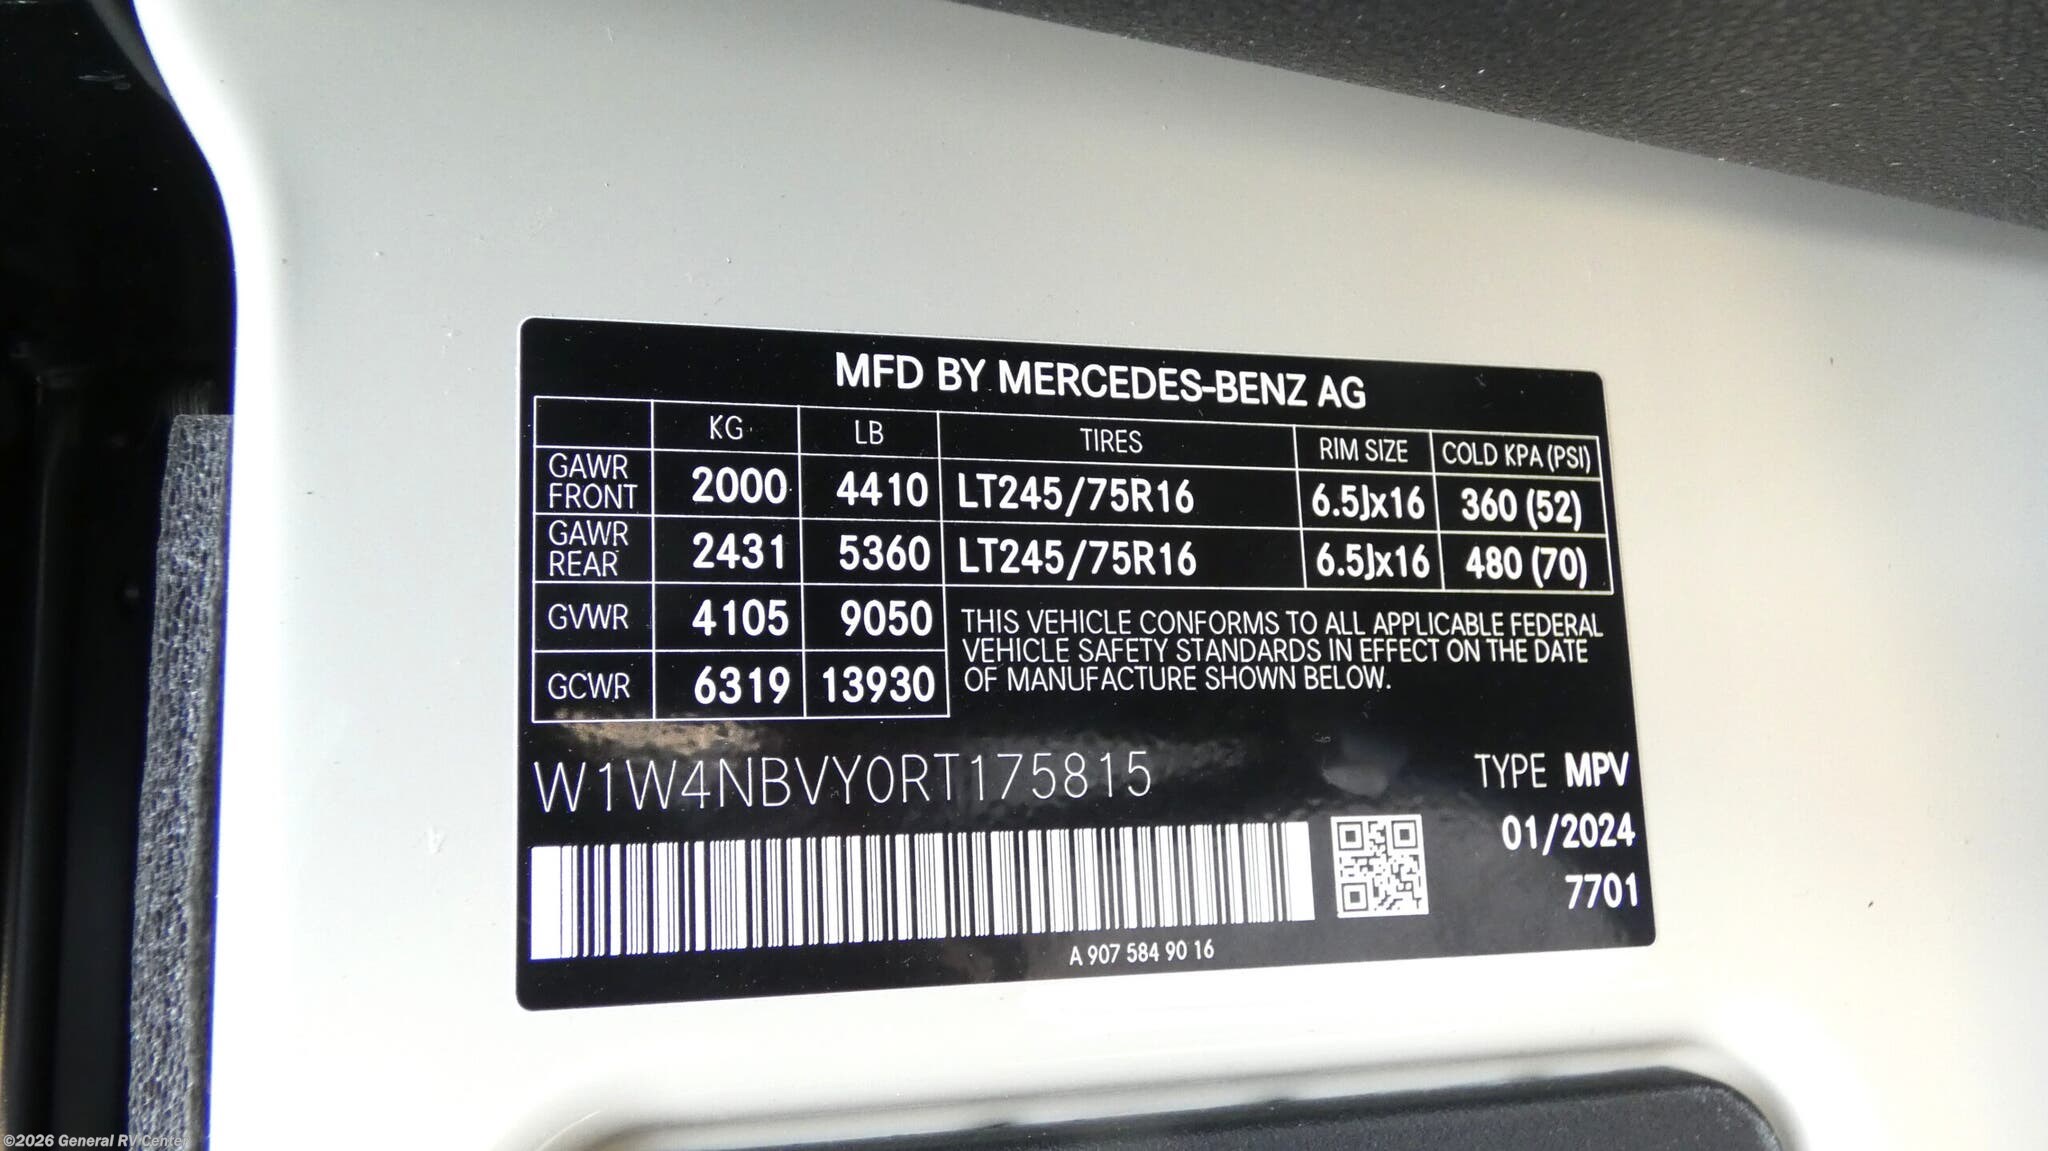 MFD BY MERCEDES-BENZ AG
KG LB TIRES RIM SIZE COLD KPA (PSI)
GAWR FRONT 2000 4410 LT245/75R16 6.5Jx16 360 (52)
GAWR REAR 2431 5360 LT245/75R16 6.5Jx16 480 (70)
GVWR 4105 9050
GCWR 6319 13930
THIS VEHICLE CONFORMS TO ALL APPLICABLE FEDERAL
VEHICLE SAFETY STANDARDS IN EFFECT ON THE DATE
OF MANUFACTURE SHOWN BELOW.
W1W4NBVY0RT175815
TYPE MPV
01/2024
7701
A 907 584 90 16
©2026 General RV Center